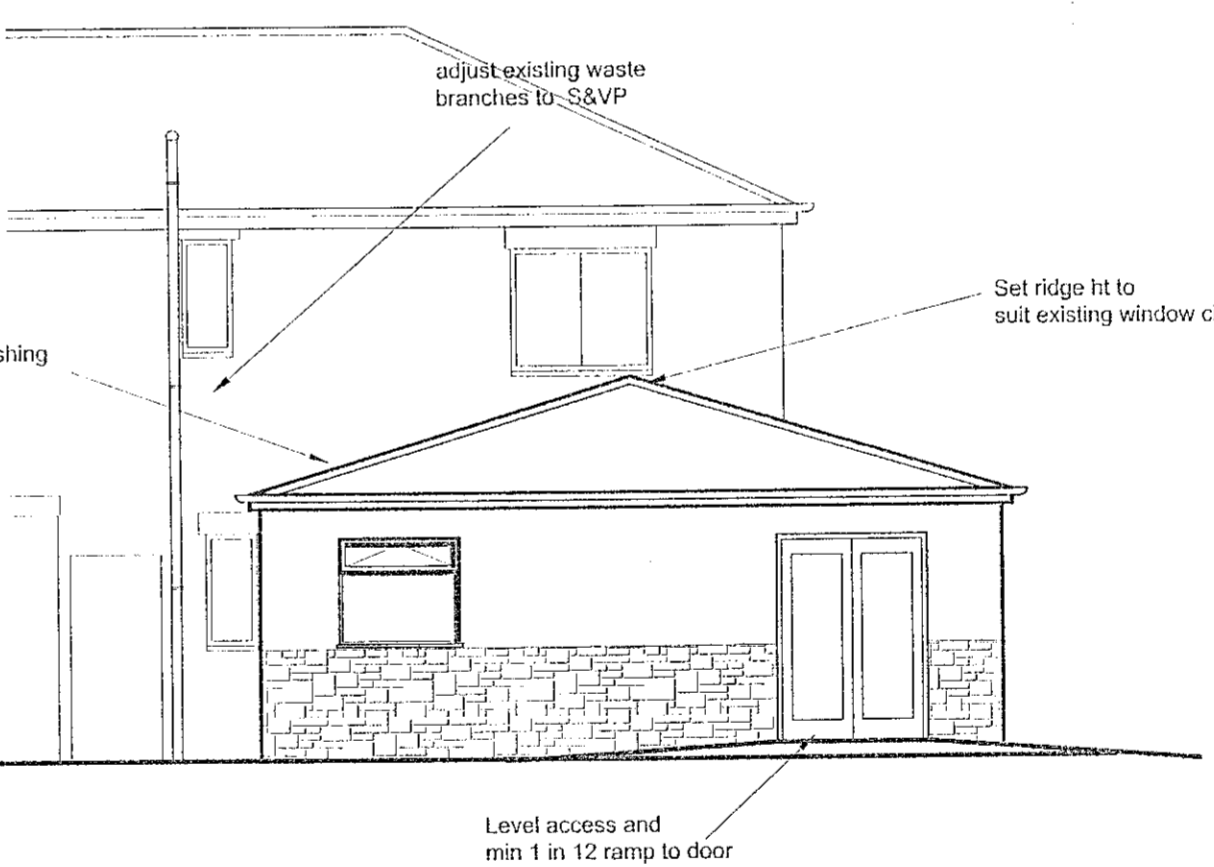 adjust existing waste
branches to S&VP
Set ridge ht to
suit existing window
Level access and
min 1 in 12 ramp to door